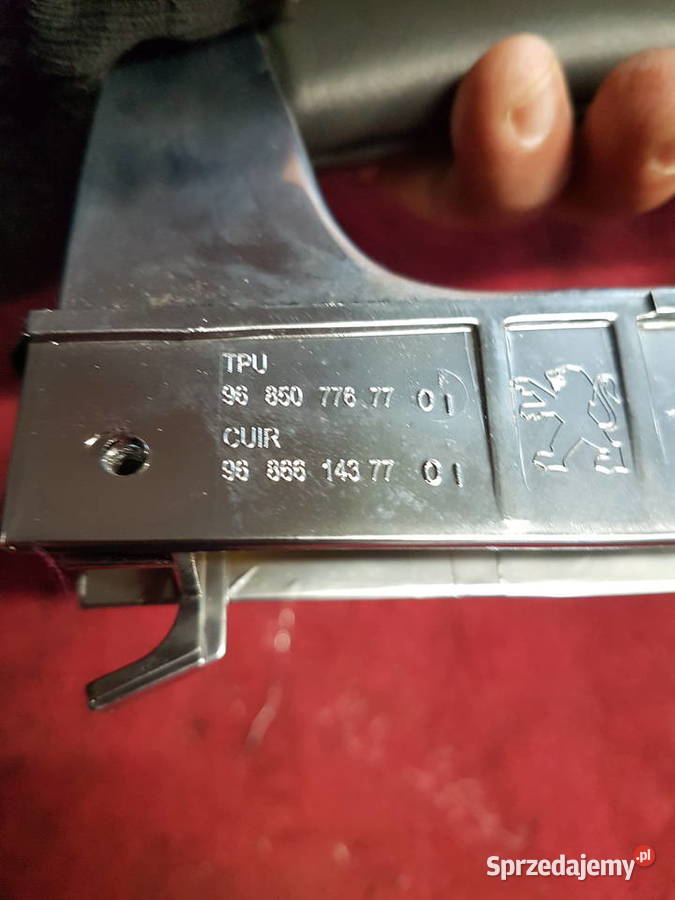 TPU
96 850 776 77 01
CUIR
96 866 143 77 01
Sprzedajemy.pl